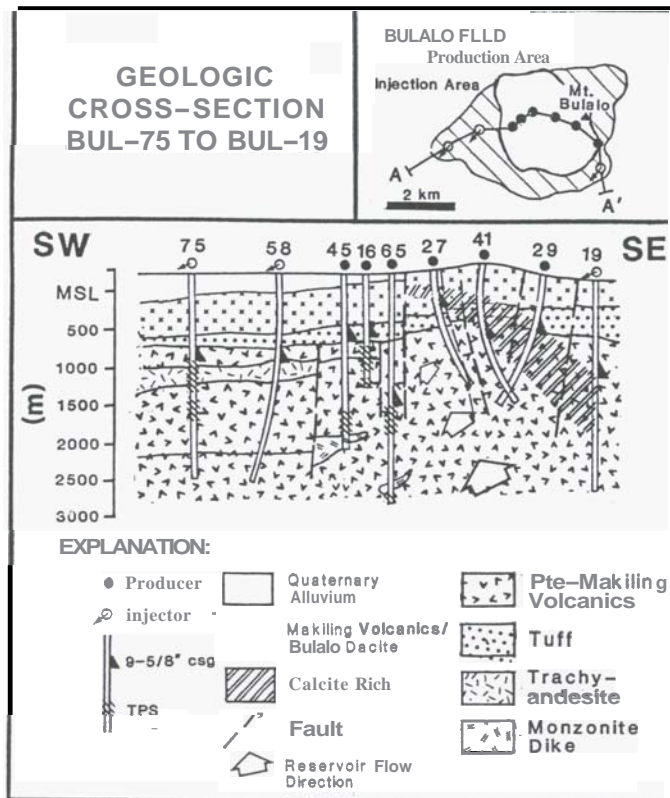 GEOLOGIC
CROSS-SECTION
BUL-75 TO BUL-19
BULALO FLLD
Production Area
Injection Area
Mt.
Bulalo
A
A'
2 km
SW
SE
75
58
45
16
65
27
41
29
19
MSL
500
1000
1500
2000
2500
3000
(m)
EXPLANATION:
Producer
injector
9-5/8" csg
TPS
Quaternary
Alluvium
Makiling Volcanics/
Bulalo Dacite
Calcite Rich
Fault
Reservoir Flow
Direction
Pte-Makiling
Volcanics
Tuff
Trachy-
andesite
Monzonite
Dike